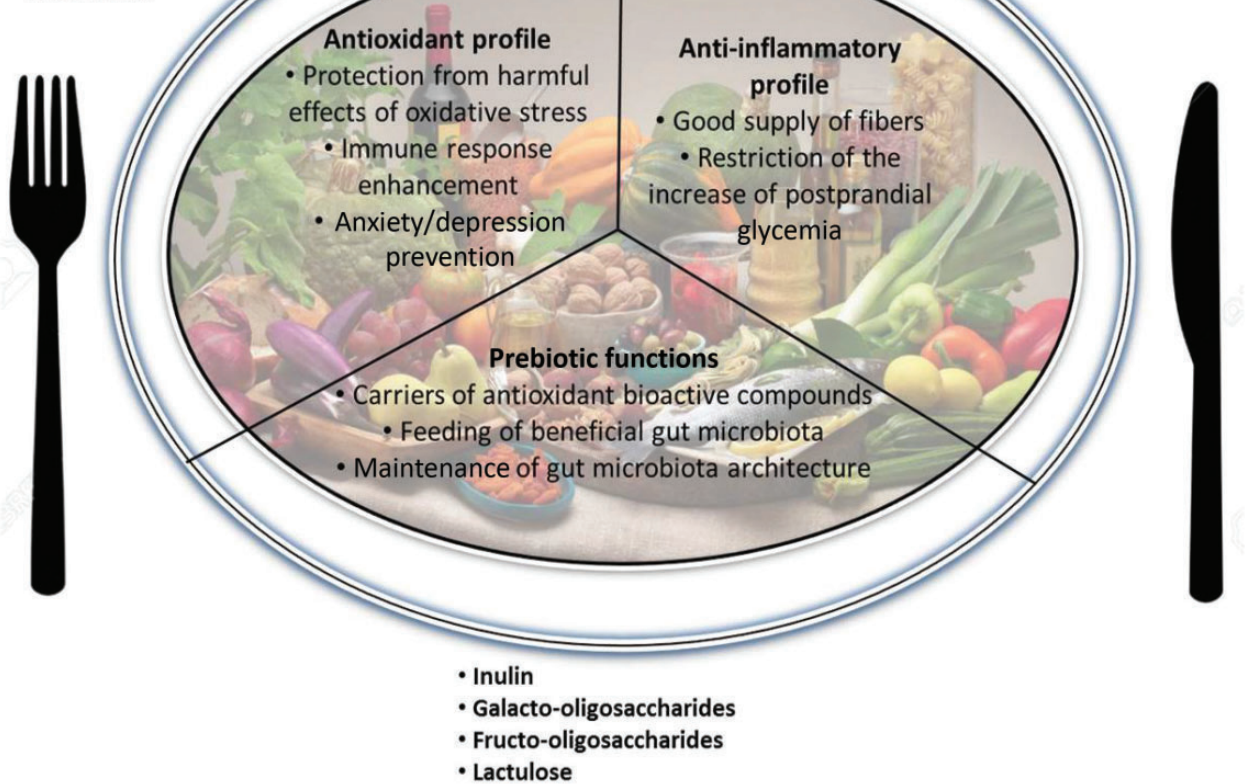 Antioxidant profile
• Protection from harmful
effects of oxidative stress
• Immune response
enhancement
• Anxiety/depression
prevention
Anti-inflammatory
profile
• Good supply of fibers
• Restriction of the
increase of postprandial
glycemia
Prebiotic functions
• Carriers of antioxidant bioactive compounds
• Feeding of beneficial gut microbiota
• Maintenance of gut microbiota architecture
• Inulin
• Galacto-oligosaccharides
• Fructo-oligosaccharides
• Lactulose